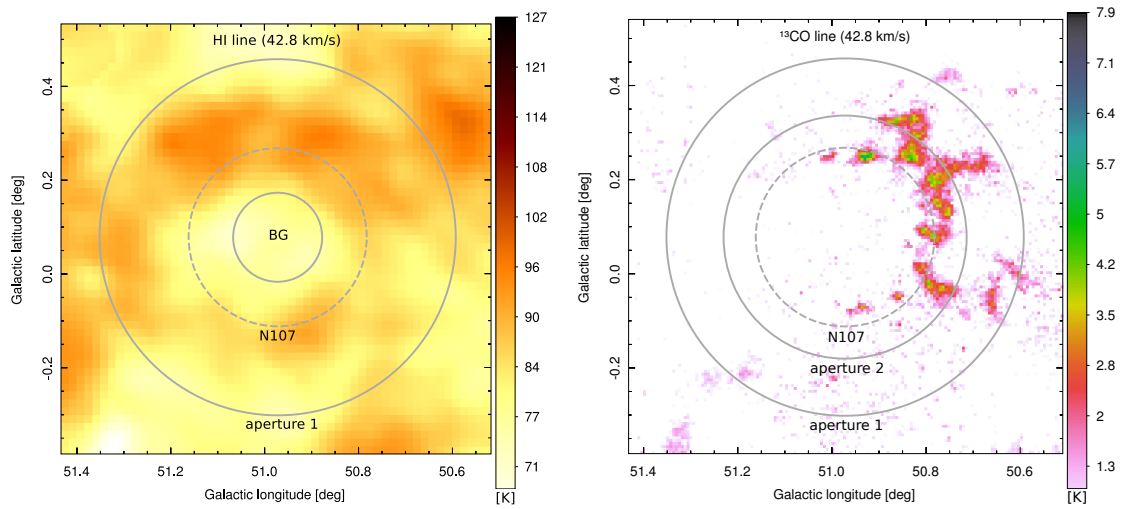 HI line (42.8 km/s)
BG
N107
aperture 1
Galactic latitude [deg]
0.4
0.2
0.0
-0.2
51.4
51.2
51.0
50.8
50.6
Galactic longitude [deg]
127
121
115
108
102
96
90
84
77
71
[K]
¹³CO line (42.8 km/s)
N107
aperture 2
aperture 1
Galactic latitude [deg]
0.4
0.2
0.0
-0.2
51.4
51.2
51.0
50.8
50.6
Galactic longitude [deg]
7.9
7.1
6.4
5.7
5
4.2
3.5
2.8
2
1.3
[K]